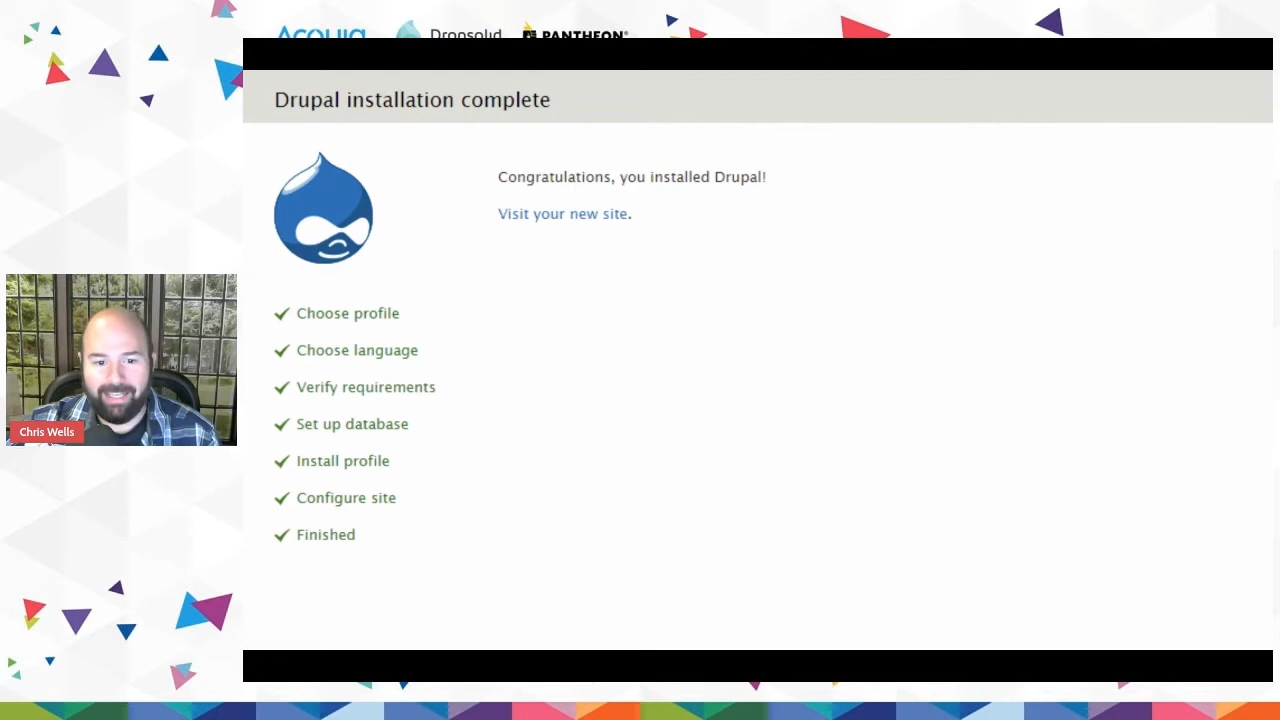 Acquia
Dropsolid
PANTHEON®
Drupal installation complete
Congratulations, you installed Drupal!
Visit your new site.
Choose profile
Choose language
Verify requirements
Set up database
Install profile
Configure site
Finished
Chris Wells